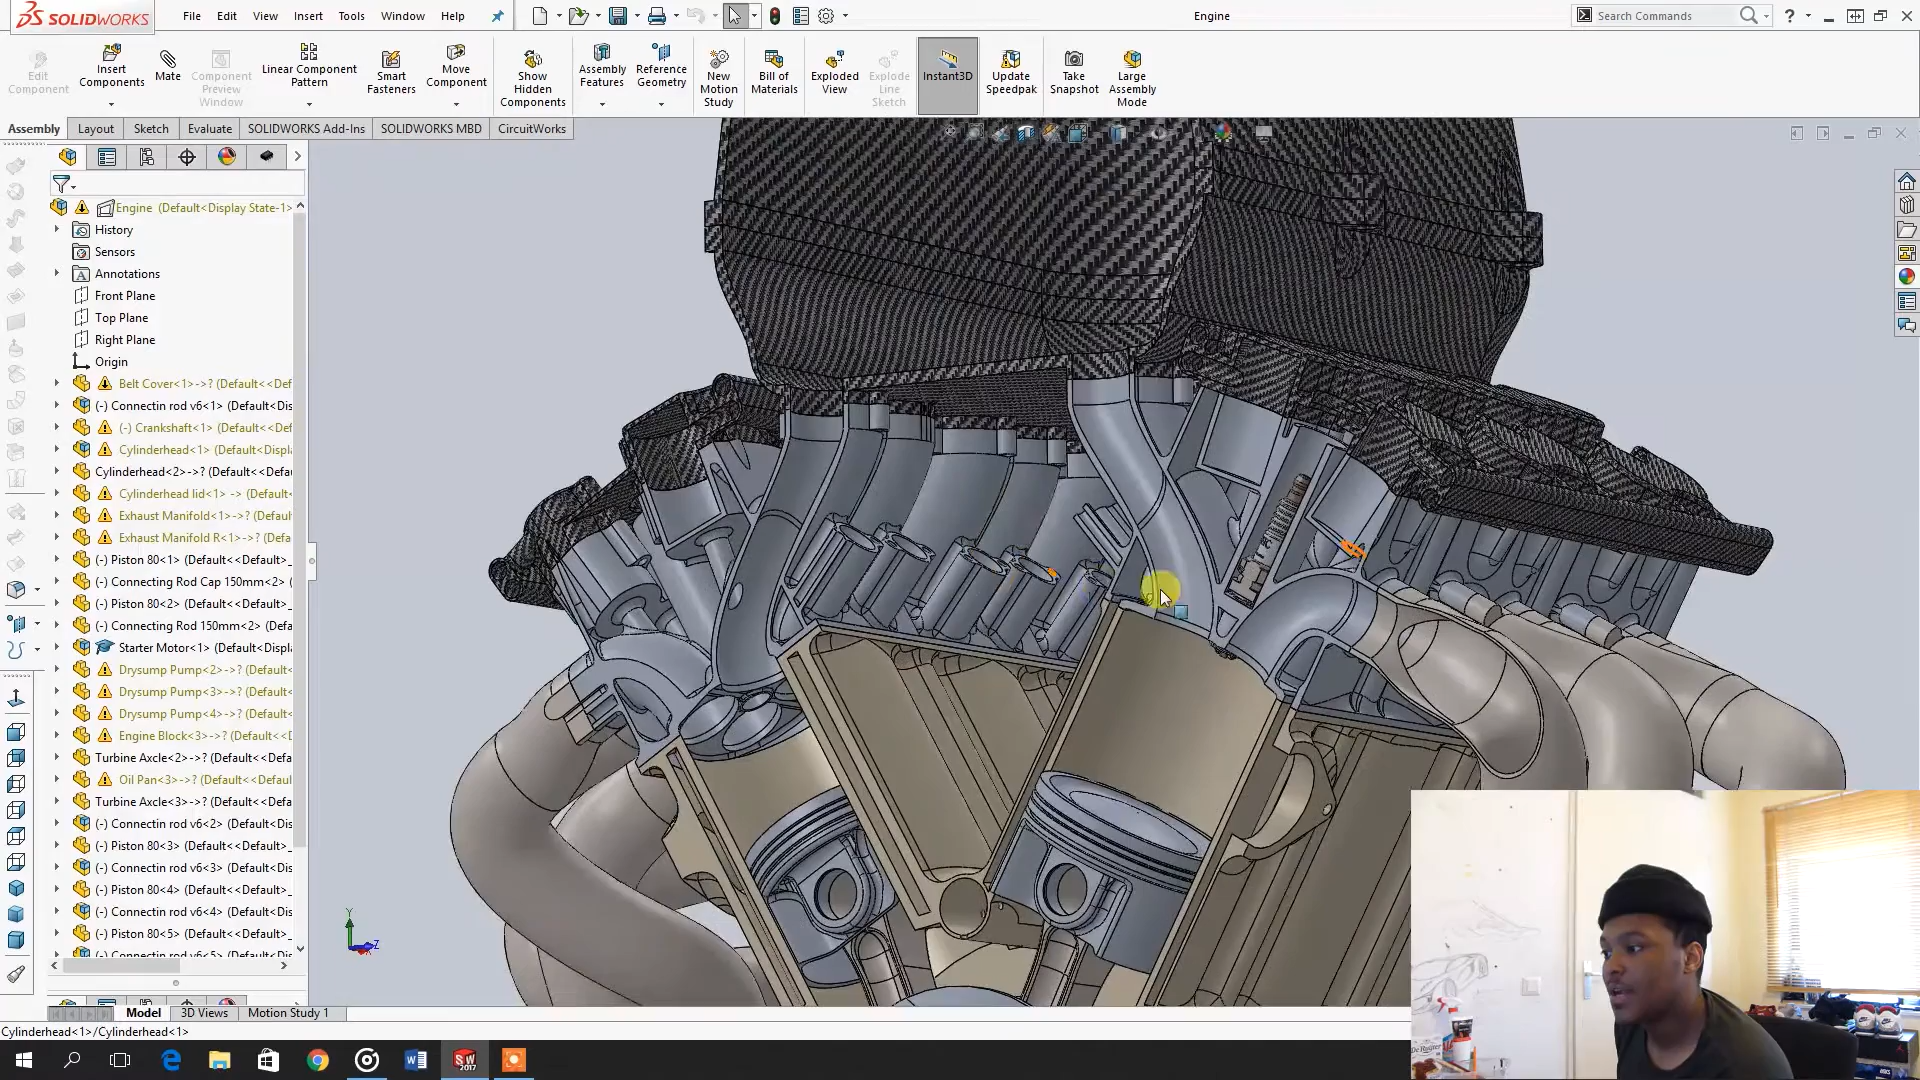 SOLIDWORKS File Edit View Insert Tools Window Help Engine Search Commands
Edit Component
Insert Components
Mate
Component Preview Window
Linear Component Pattern
Smart Fasteners
Move Component
Show Hidden Components
Assembly Features
Reference Geometry
New Motion Study
Bill of Materials
Exploded View
Explode Line Sketch
Instant3D
Update Speedpak
Take Snapshot
Large Assembly Mode
Assembly Layout Sketch Evaluate SOLIDWORKS Add-Ins SOLIDWORKS MBD CircuitWorks
Engine (Default<Display State-1>
History
Sensors
Annotations
Front Plane
Top Plane
Right Plane
Origin
Belt Cover<1>->? (Default<<Def
(-) Connectin rod v6<1> (Default<Dis
(-) Crankshaft<1> (Default<Dis
Cylinderhead<1> (Default<Displ
Cylinderhead<2>->? (Default<<Defa
Cylinderhead lid<1> -> (Default<
Exhaust Manifold<1>->? (Default
Exhaust Manifold R<1>->? (Defa
(-) Piston 80<1> (Default<<Default>_
(-) Connecting Rod Cap 150mm<2> (
(-) Piston 80<2> (Default<<Default>_
(-) Connecting Rod 150mm<2> (Defa
Starter Motor<1> (Default<Displ
Drysump Pump<2>->? (Default<
Drysump Pump<3>->? (Default<
Drysump Pump<4>->? (Default<
Engine Block<3>->? (Default<<D
Turbine Axcle<2>->? (Default<<Defa
Oil Pan<3>->? (Default<<Defaul
Turbine Axcle<3>->? (Default<<Defa
(-) Connectin rod v6<2> (Default<Dis
(-) Piston 80<3> (Default<<Default>_
(-) Connectin rod v6<3> (Default<Dis
(-) Piston 80<4> (Default<<Default>_
(-) Connectin rod v6<4> (Default<Dis
(-) Piston 80<5> (Default<<Default>_
(-) Connectin rod v6<5> (Default<Dis
Y
Z
Model 3D Views Motion Study 1
Cylinderhead<1>/Cylinderhead<1>
SW 2017